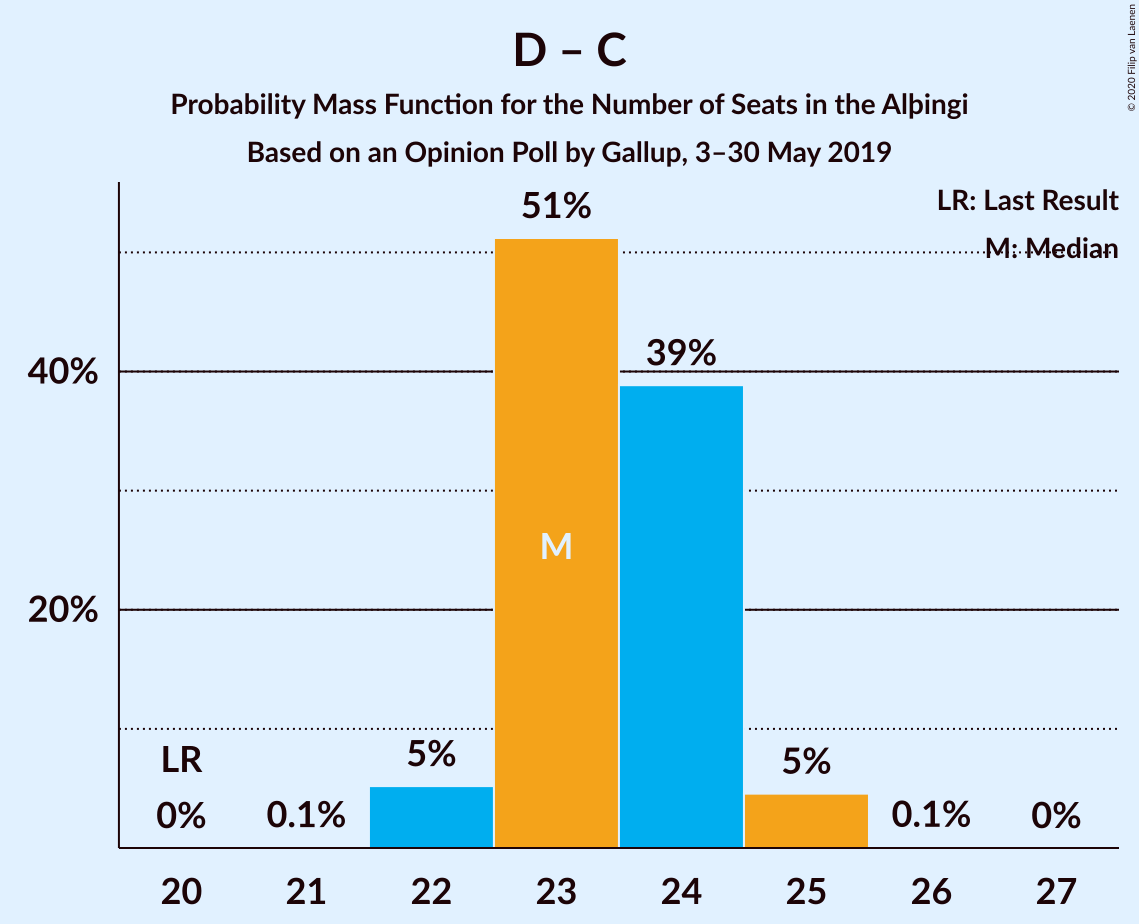 D – C
Probability Mass Function for the Number of Seats in the Alþingi
Based on an Opinion Poll by Gallup, 3–30 May 2019
© 2020 Filip van Laenen
LR: Last Result
M: Median
51%
39%
40%
M
20%
LR
5%
5%
0%
0.1%
0.1%
0%
20 21 22 23 24 25 26 27